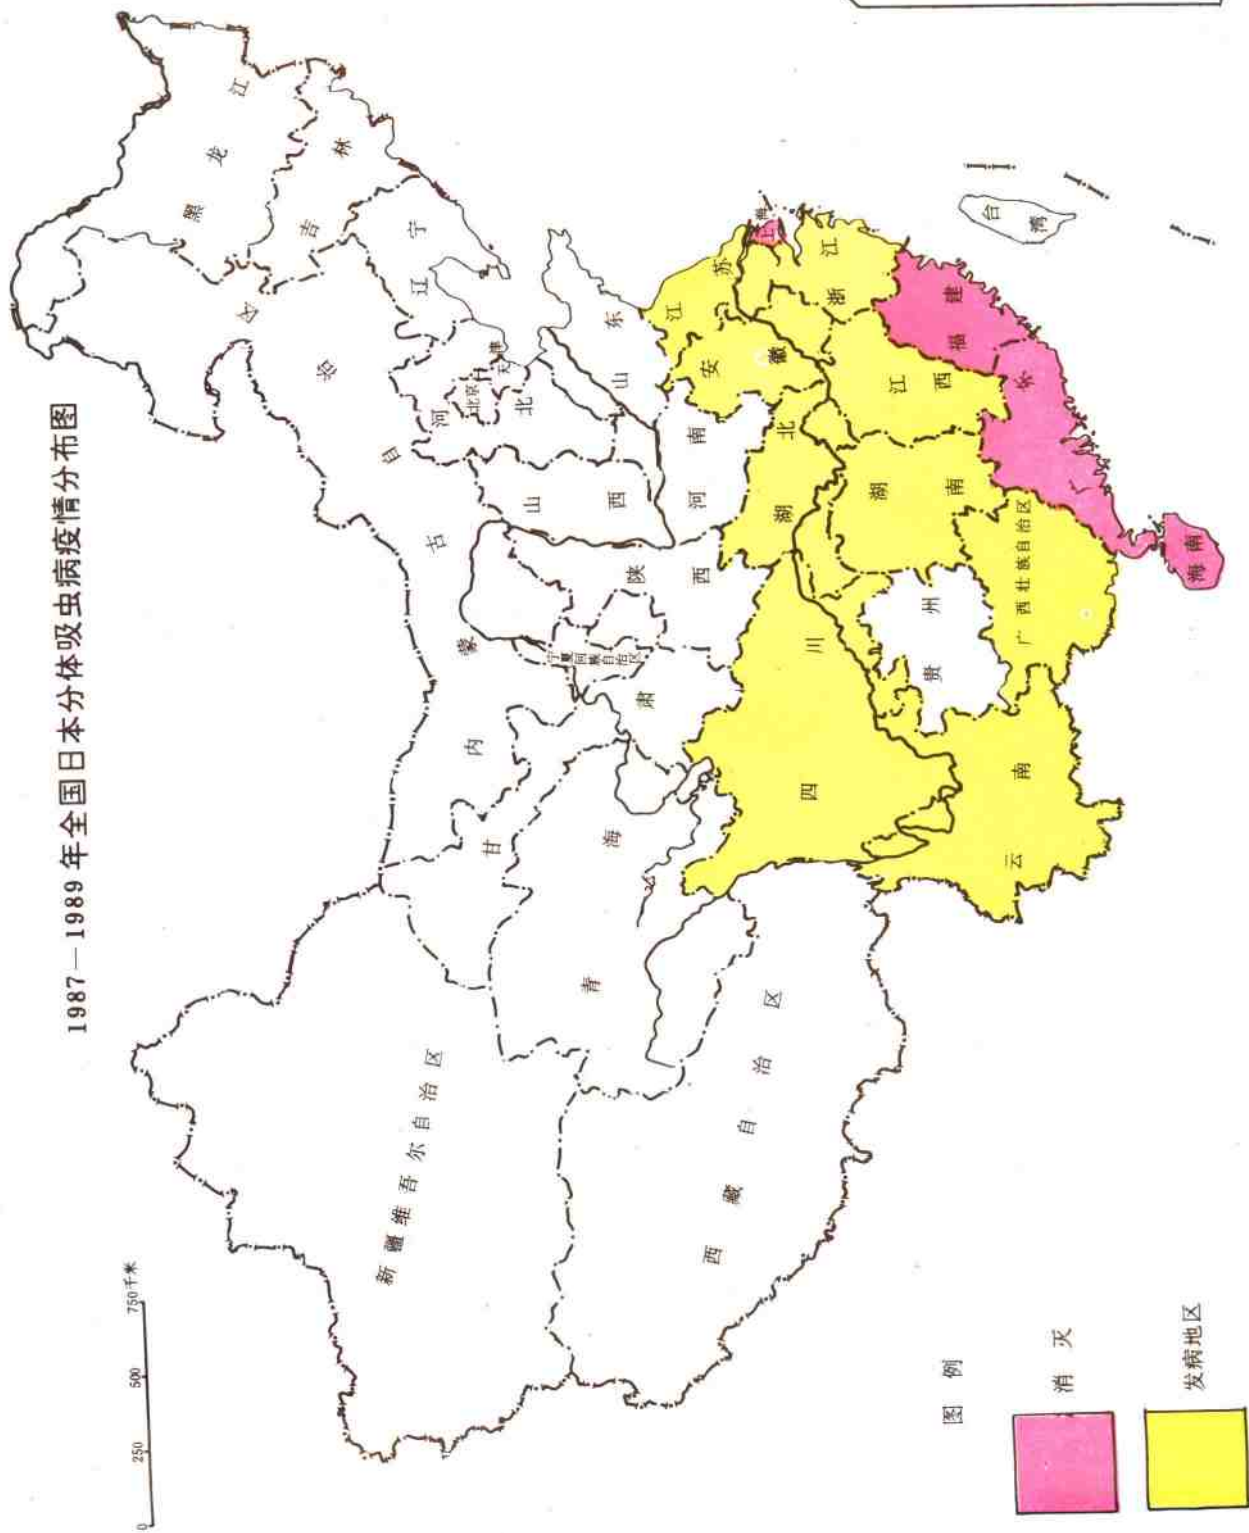 1987—1989年全国日本分体吸虫病疫情分布图
0 250 500 750千米
黑龙江
吉林
辽宁
内蒙古自
治
河北
北京
天津
山东
山西
河南
陕西
宁夏回族自治区
甘肃
青海
新疆维吾尔自治区
西藏自治区
四川
云南
贵州
广西壮族自治区
湖南
湖北
江西
安徽
江苏
上海
浙江
福建
海南
台湾
图例
消灭
发病地区